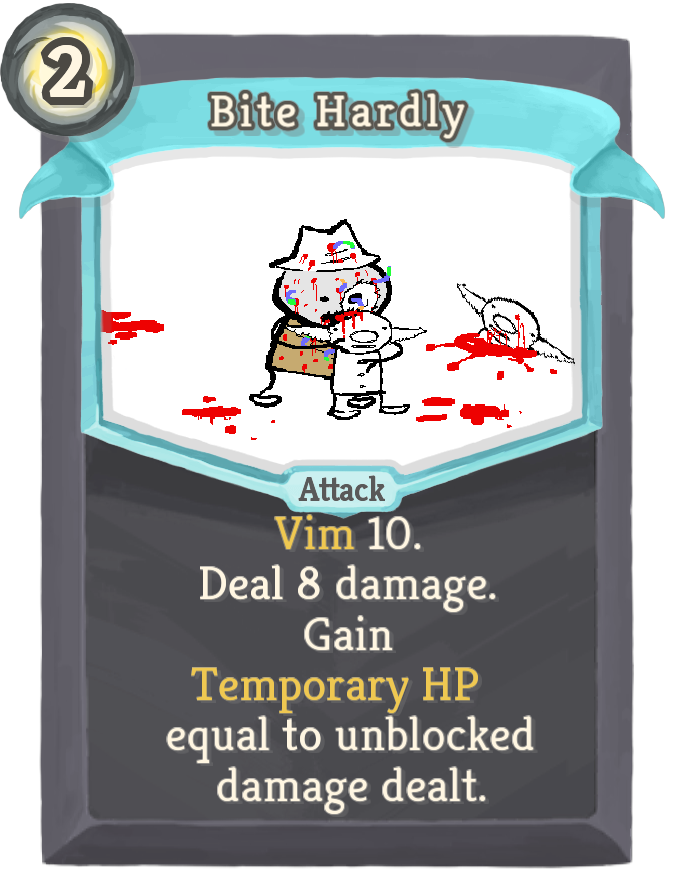 2
Bite Hardly
Attack
Vim 10.
Deal 8 damage.
Gain
Temporary HP
equal to unblocked
damage dealt.